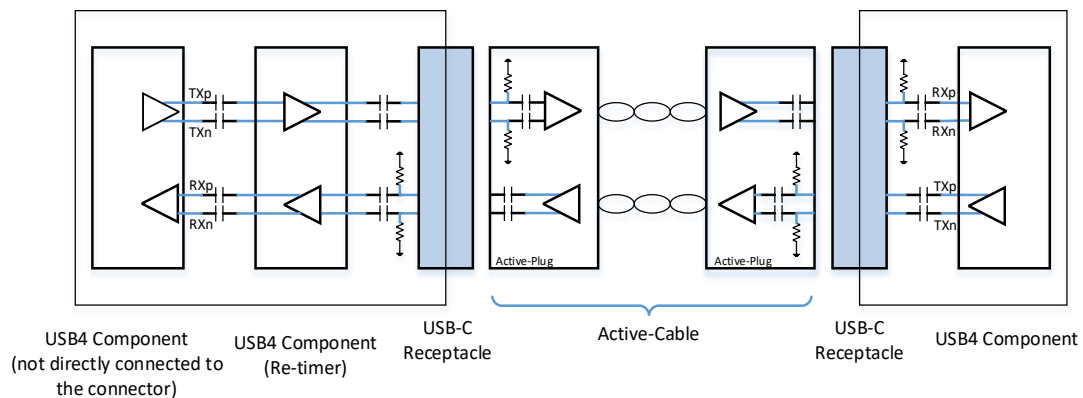 TXp
TXn
RXp
RXn
RXp
RXn
TXp
TXn
Active-Plug
Active-Plug
USB4 Component
(not directly connected to
the connector)
USB4 Component
(Re-timer)
USB-C
Receptacle
Active-Cable
USB-C
Receptacle
USB4 Component